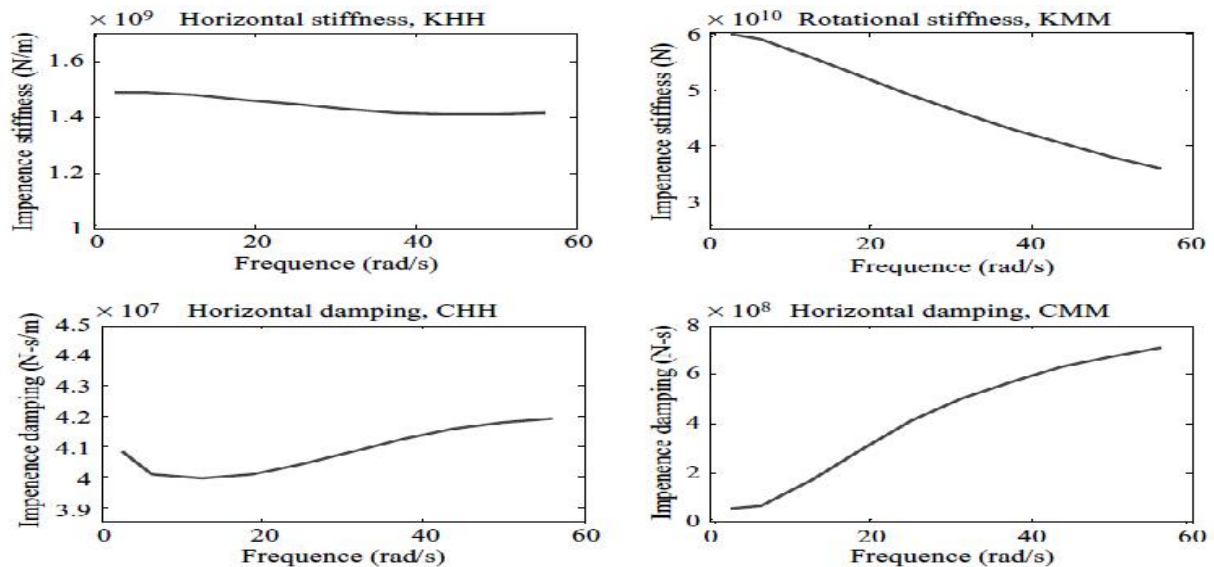 × 10⁹ Horizontal stiffness, KHH
Impenence stiffness (N/m)
1.6
1.4
1.2
1
0 20 40 60
Frequence (rad/s)
× 10¹⁰ Rotational stiffness, KMM
Impenence stiffness (N)
6
5
4
3
0 20 40 60
Frequence (rad/s)
× 10⁷ Horizontal damping, CHH
Impenence damping (N-s/m)
4.5
4.4
4.3
4.2
4.1
4
3.9
0 20 40 60
Frequence (rad/s)
× 10⁸ Horizontal damping, CMM
Impenence damping (N-s)
8
6
4
2
0
0 20 40 60
Frequence (rad/s)